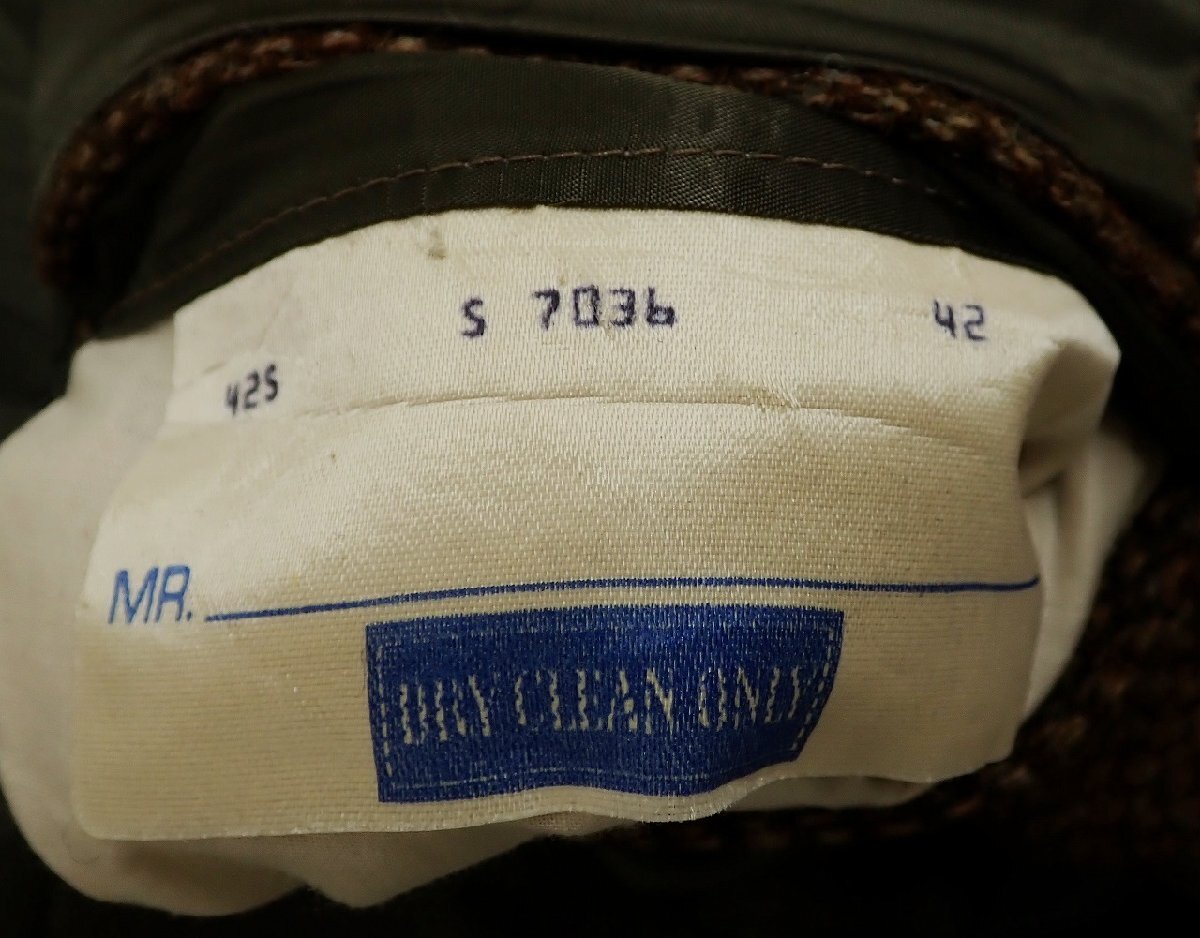 S 7036 42
42S
MR.
DRY CLEAN ONLY